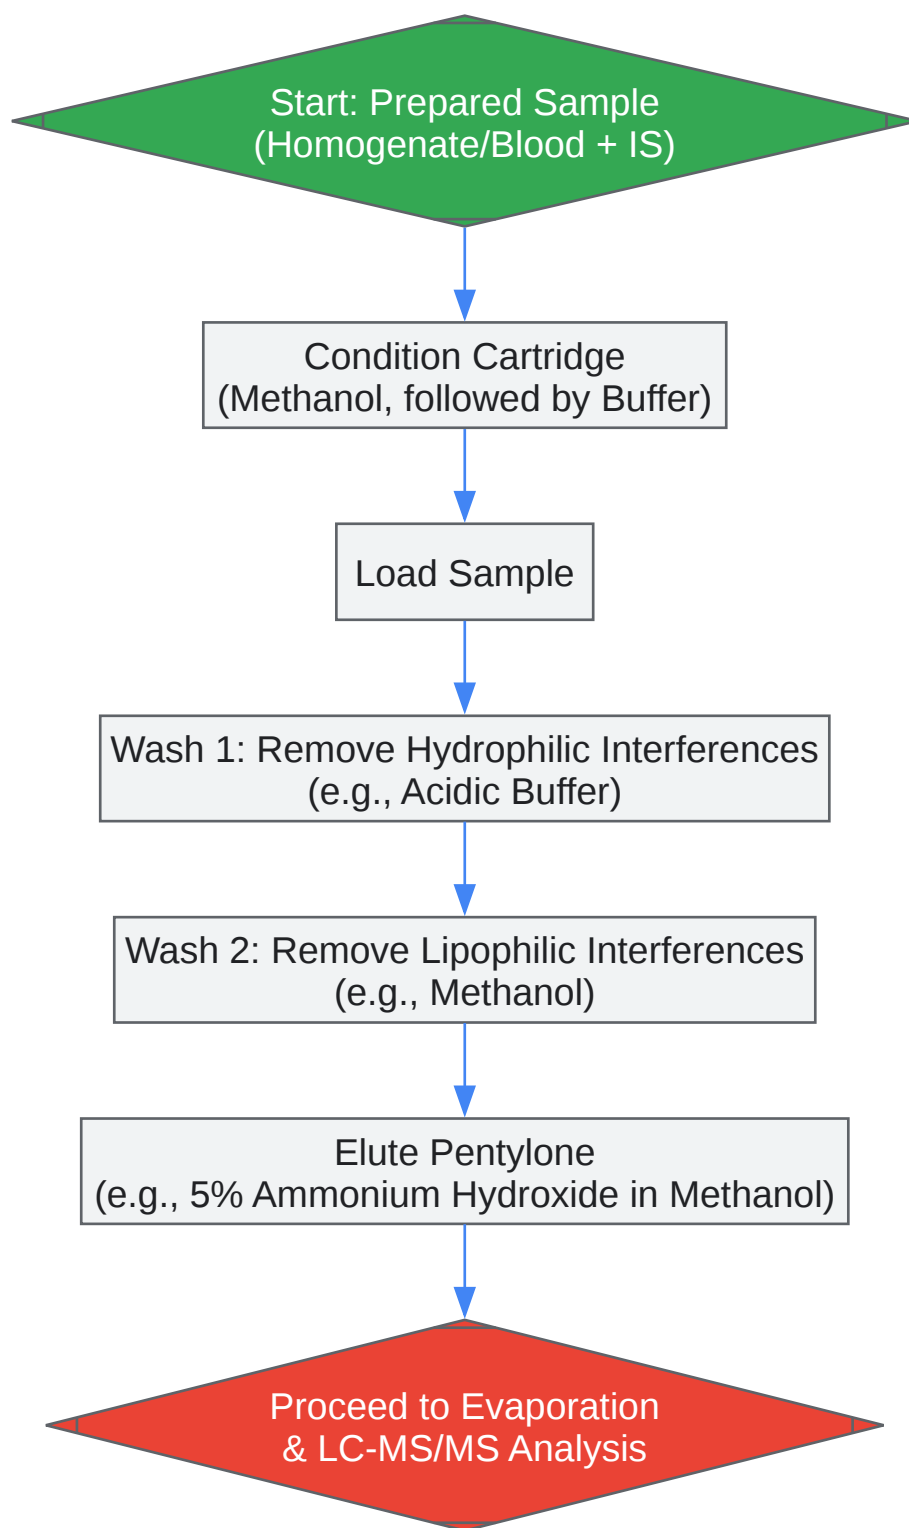 Start: Prepared Sample
(Homogenate/Blood + IS)
Condition Cartridge
(Methanol, followed by Buffer)
Load Sample
Wash 1: Remove Hydrophilic Interferences
(e.g., Acidic Buffer)
Wash 2: Remove Lipophilic Interferences
(e.g., Methanol)
Elute Pentylone
(e.g., 5% Ammonium Hydroxide in Methanol)
Proceed to Evaporation
& LC-MS/MS Analysis